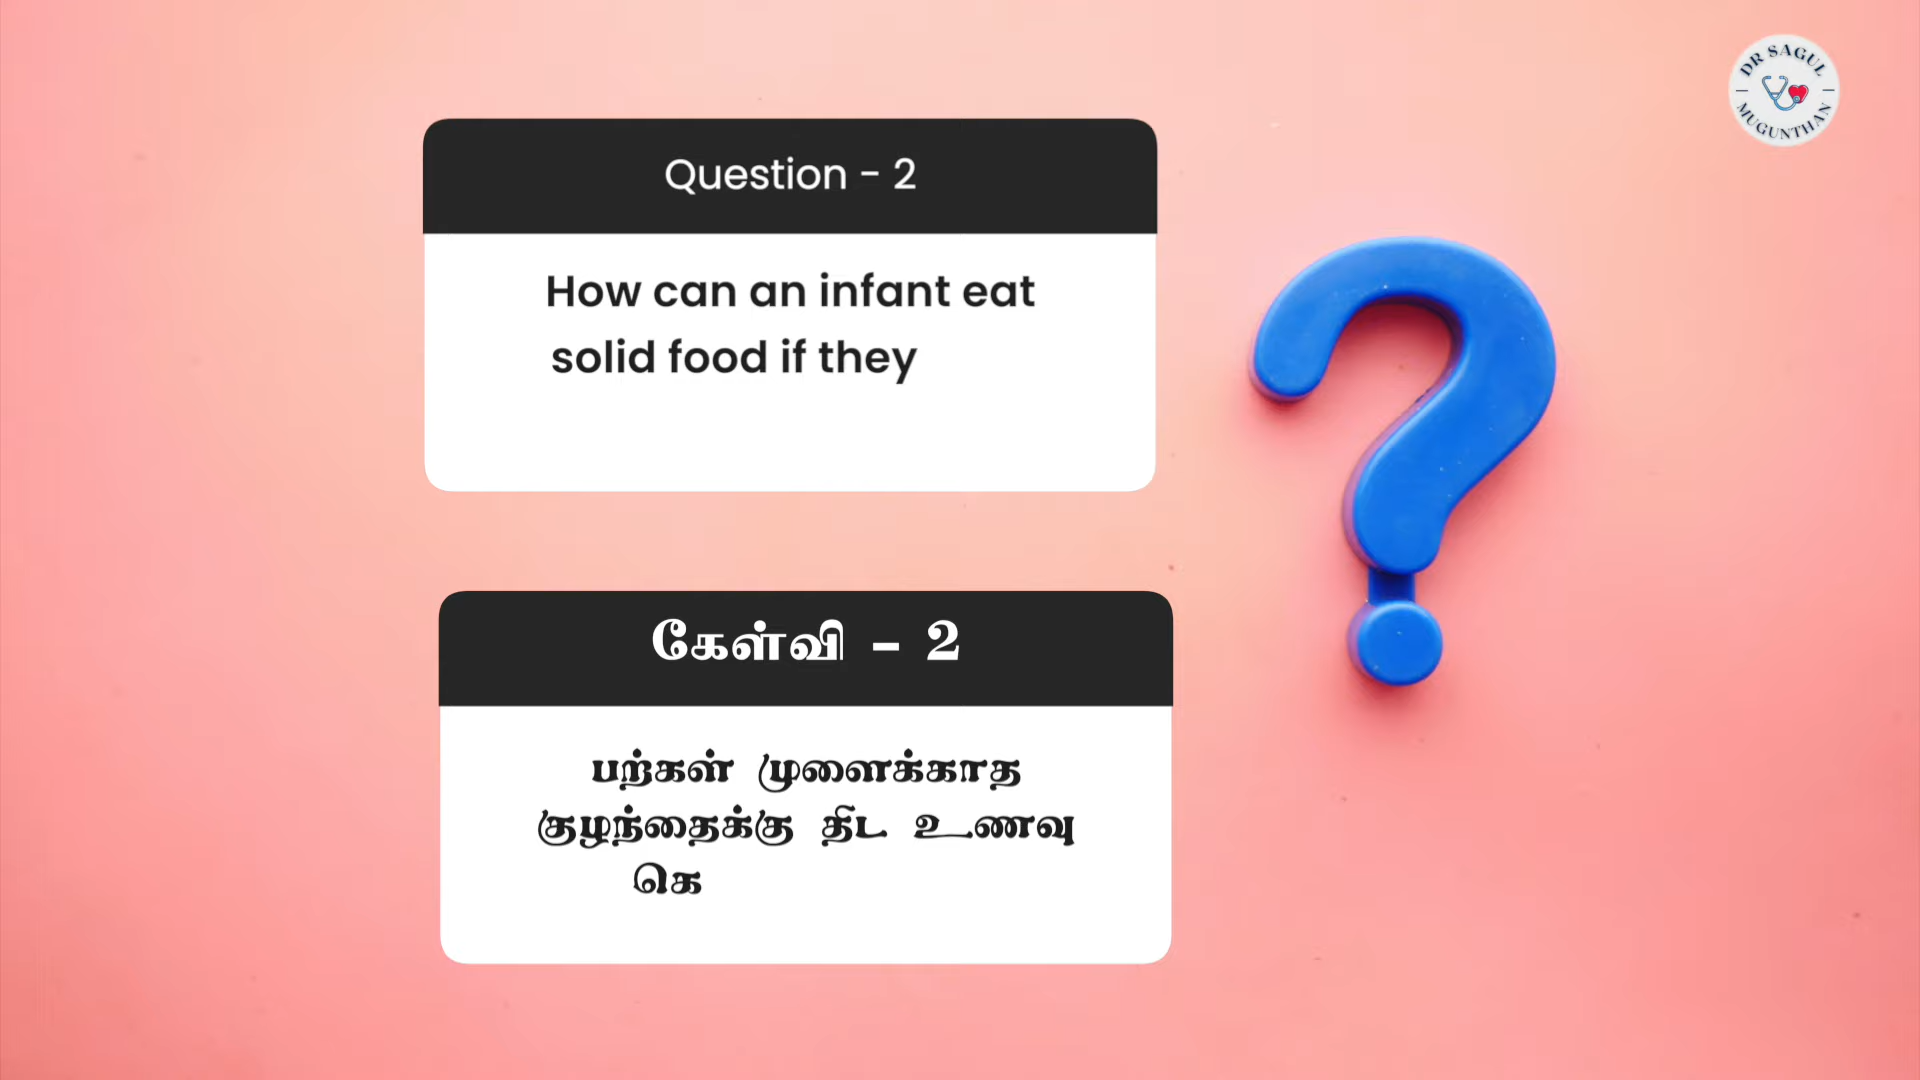 DR SAGUL
MUGUNTHAN
Question - 2
How can an infant eat
solid food if they
கேள்வி - 2
பற்கள் முளைக்காத
குழந்தைக்கு திட உணவு
கெ